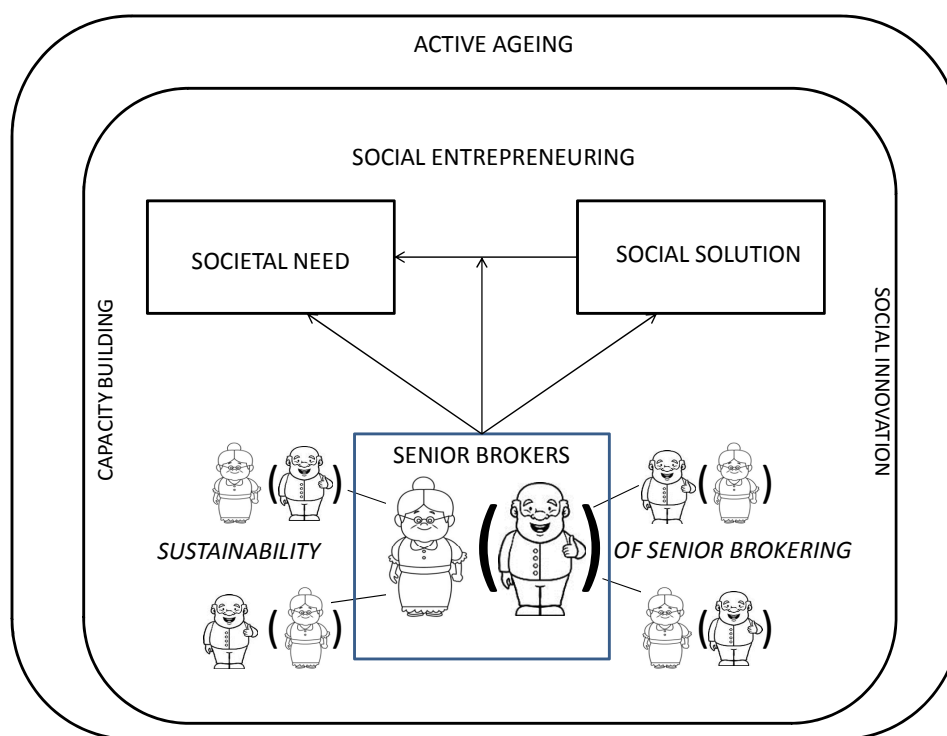 ACTIVE AGEING
SOCIAL ENTREPRENEURING
SOCIETAL NEED
SOCIAL SOLUTION
CAPACITY BUILDING
SOCIAL INNOVATION
SENIOR BROKERS
SUSTAINABILITY
OF SENIOR BROKERING